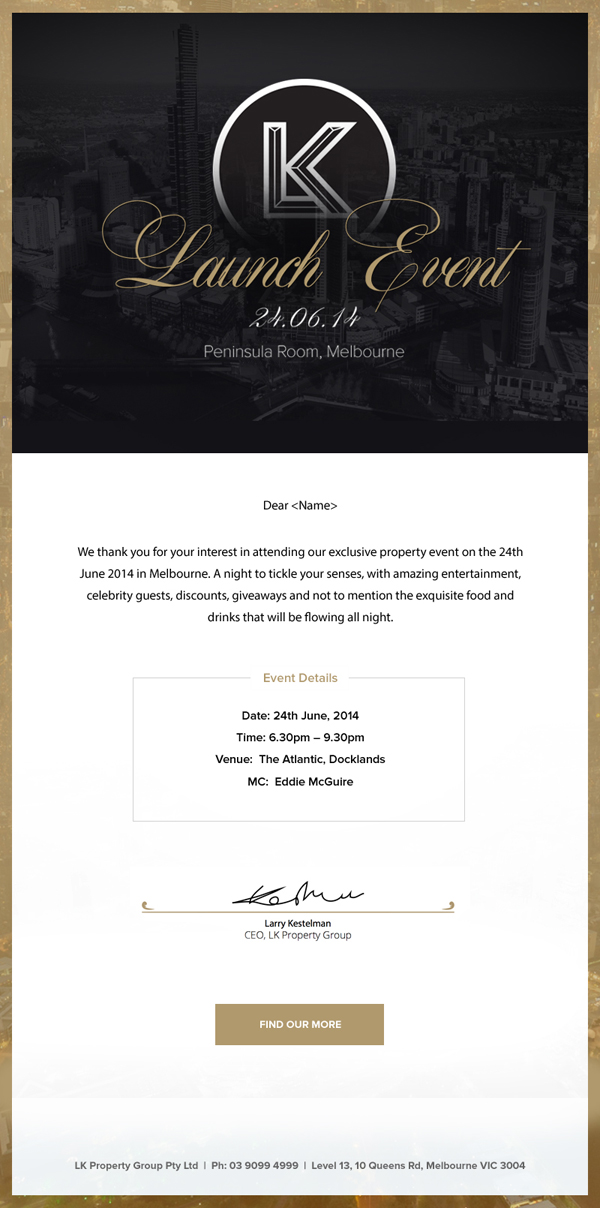 LK
Launch Event
24.06.14
Peninsula Room, Melbourne
Dear <Name>
We thank you for your interest in attending our exclusive property event on the 24th
June 2014 in Melbourne. A night to tickle your senses, with amazing entertainment,
celebrity guests, discounts, giveaways and not to mention the exquisite food and
drinks that will be flowing all night.
Event Details
Date: 24th June, 2014
Time: 6.30pm – 9.30pm
Venue:  The Atlantic, Docklands
MC:  Eddie McGuire
Larry Kestelman
CEO, LK Property Group
FIND OUR MORE
LK Property Group Pty Ltd  |  Ph: 03 9099 4999  |  Level 13, 10 Queens Rd, Melbourne VIC 3004